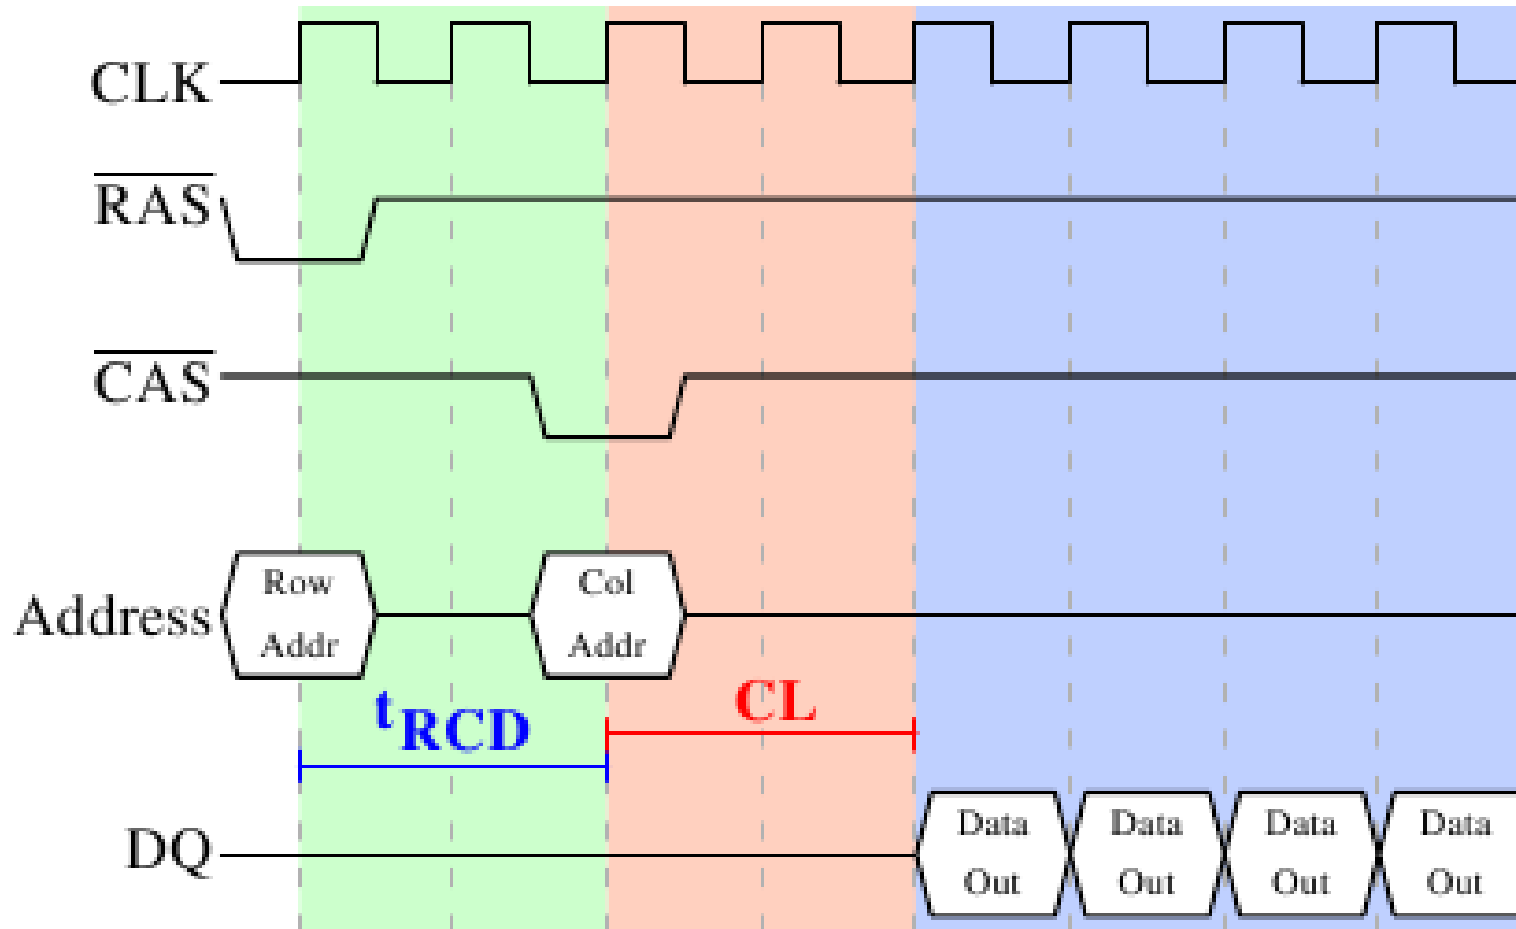 CLK
RAS
CAS
Address
Row
Addr
Col
Addr
tRCD
CL
DQ
Data
Out
Data
Out
Data
Out
Data
Out